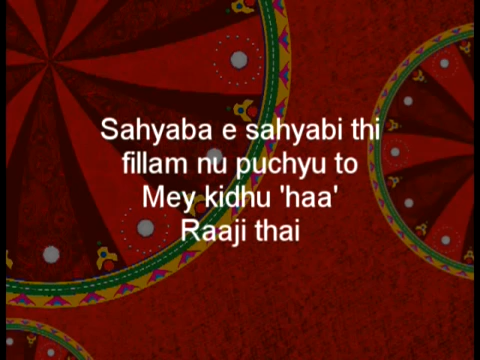 Sahyaba e sahyabi thi
fillam nu puchyu to
Mey kidhu 'haa'
Raaji thai